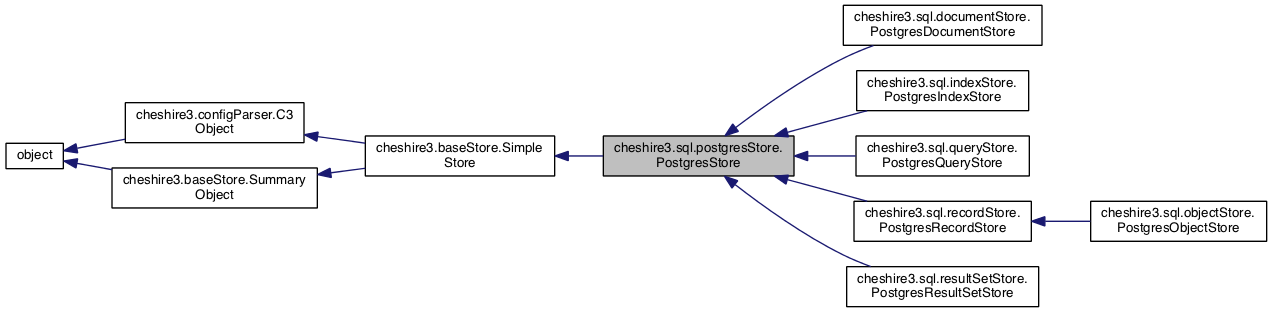 object
cheshire3.configParser.C3
Object
cheshire3.baseStore.Summary
Object
cheshire3.baseStore.Simple
Store
cheshire3.sql.postgresStore.
PostgresStore
cheshire3.sql.documentStore.
PostgresDocumentStore
cheshire3.sql.indexStore.
PostgresIndexStore
cheshire3.sql.queryStore.
PostgresQueryStore
cheshire3.sql.recordStore.
PostgresRecordStore
cheshire3.sql.objectStore.
PostgresObjectStore
cheshire3.sql.resultSetStore.
PostgresResultSetStore